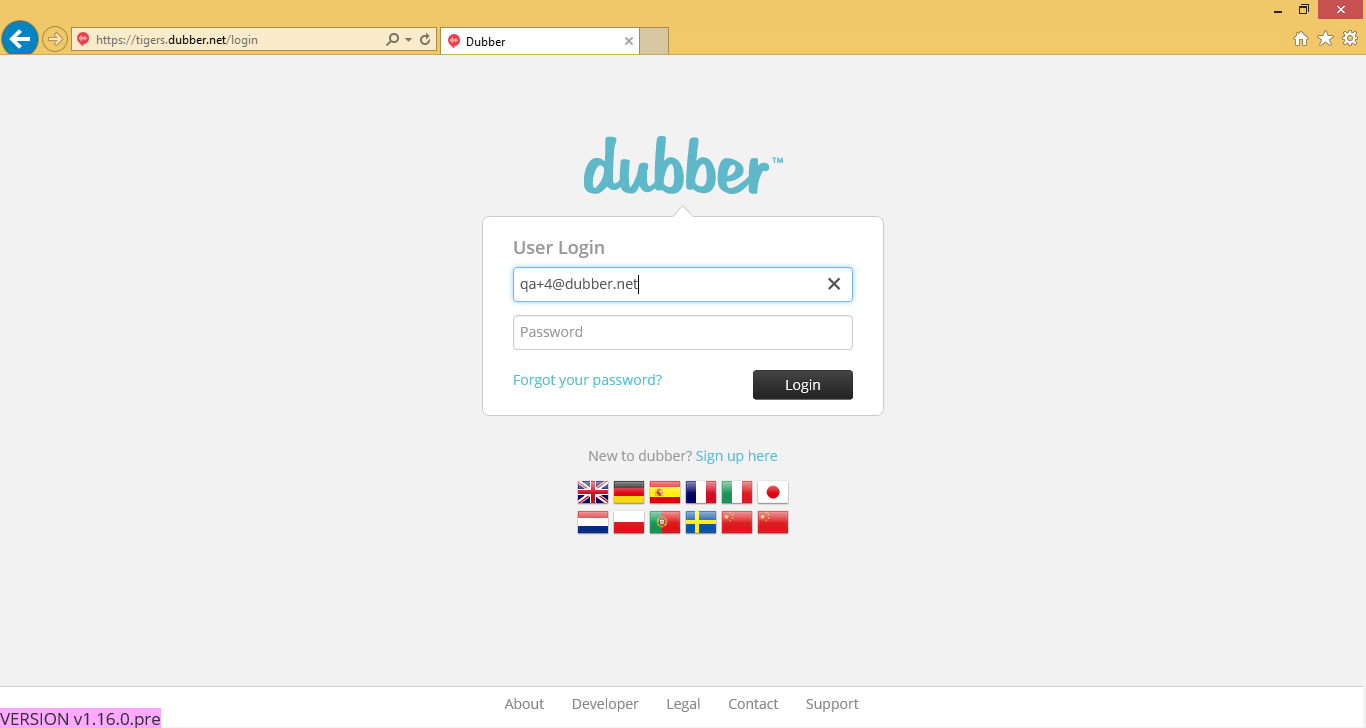 https://tigers.dubber.net/login
Dubber
dubber™
User Login
qa+4@dubber.net
Password
Forgot your password?
Login
New to dubber? Sign up here
About Developer Legal Contact Support
VERSION v1.16.0.pre